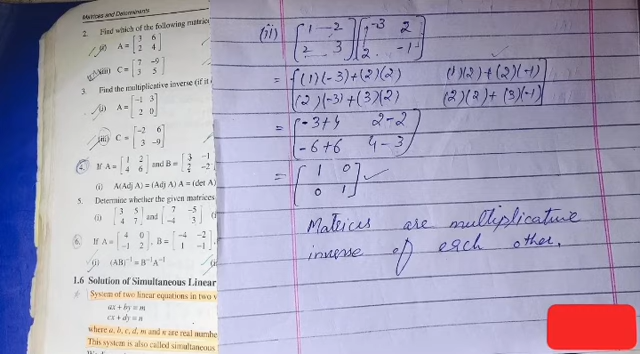 Matrices and Determinants
2. Find which of the following matric
(i) A = [3 6
2 4]
(iii) C = [7 -9
3 5]
3. Find the multiplicative inverse (if it
(i) A = [-1 3
2 0]
(iii) C = [-2 6
3 -9]
4. If A = [1 2
4 6] and B = [3 -1
2 -2]
(i) A(Adj A) = (Adj A) A = (det A)
5. Determine whether the given matrices
(i) [3 5
4 7] and [7 -5
-4 3]
6. If A = [4 0
-1 2], B = [-4 -2
1 -1],
(i) (AB)⁻¹ = B⁻¹A⁻¹
1.6 Solution of Simultaneous Linear
System of two linear equations in two v
ax + by = m
cx + dy = n
where a, b, c, d, m and n are real numbe
This system is also called simultaneous
(ii) [1 2
2 3] [-3 2
2 -1]
= [(1)(-3)+(2)(2) (1)(2)+(2)(-1)
(2)(-3)+(3)(2) (2)(2)+(3)(-1)]
= [-3+4 2-2
-6+6 4-3]
= [1 0
0 1]
Matrices are multiplicative
inverse of each other.